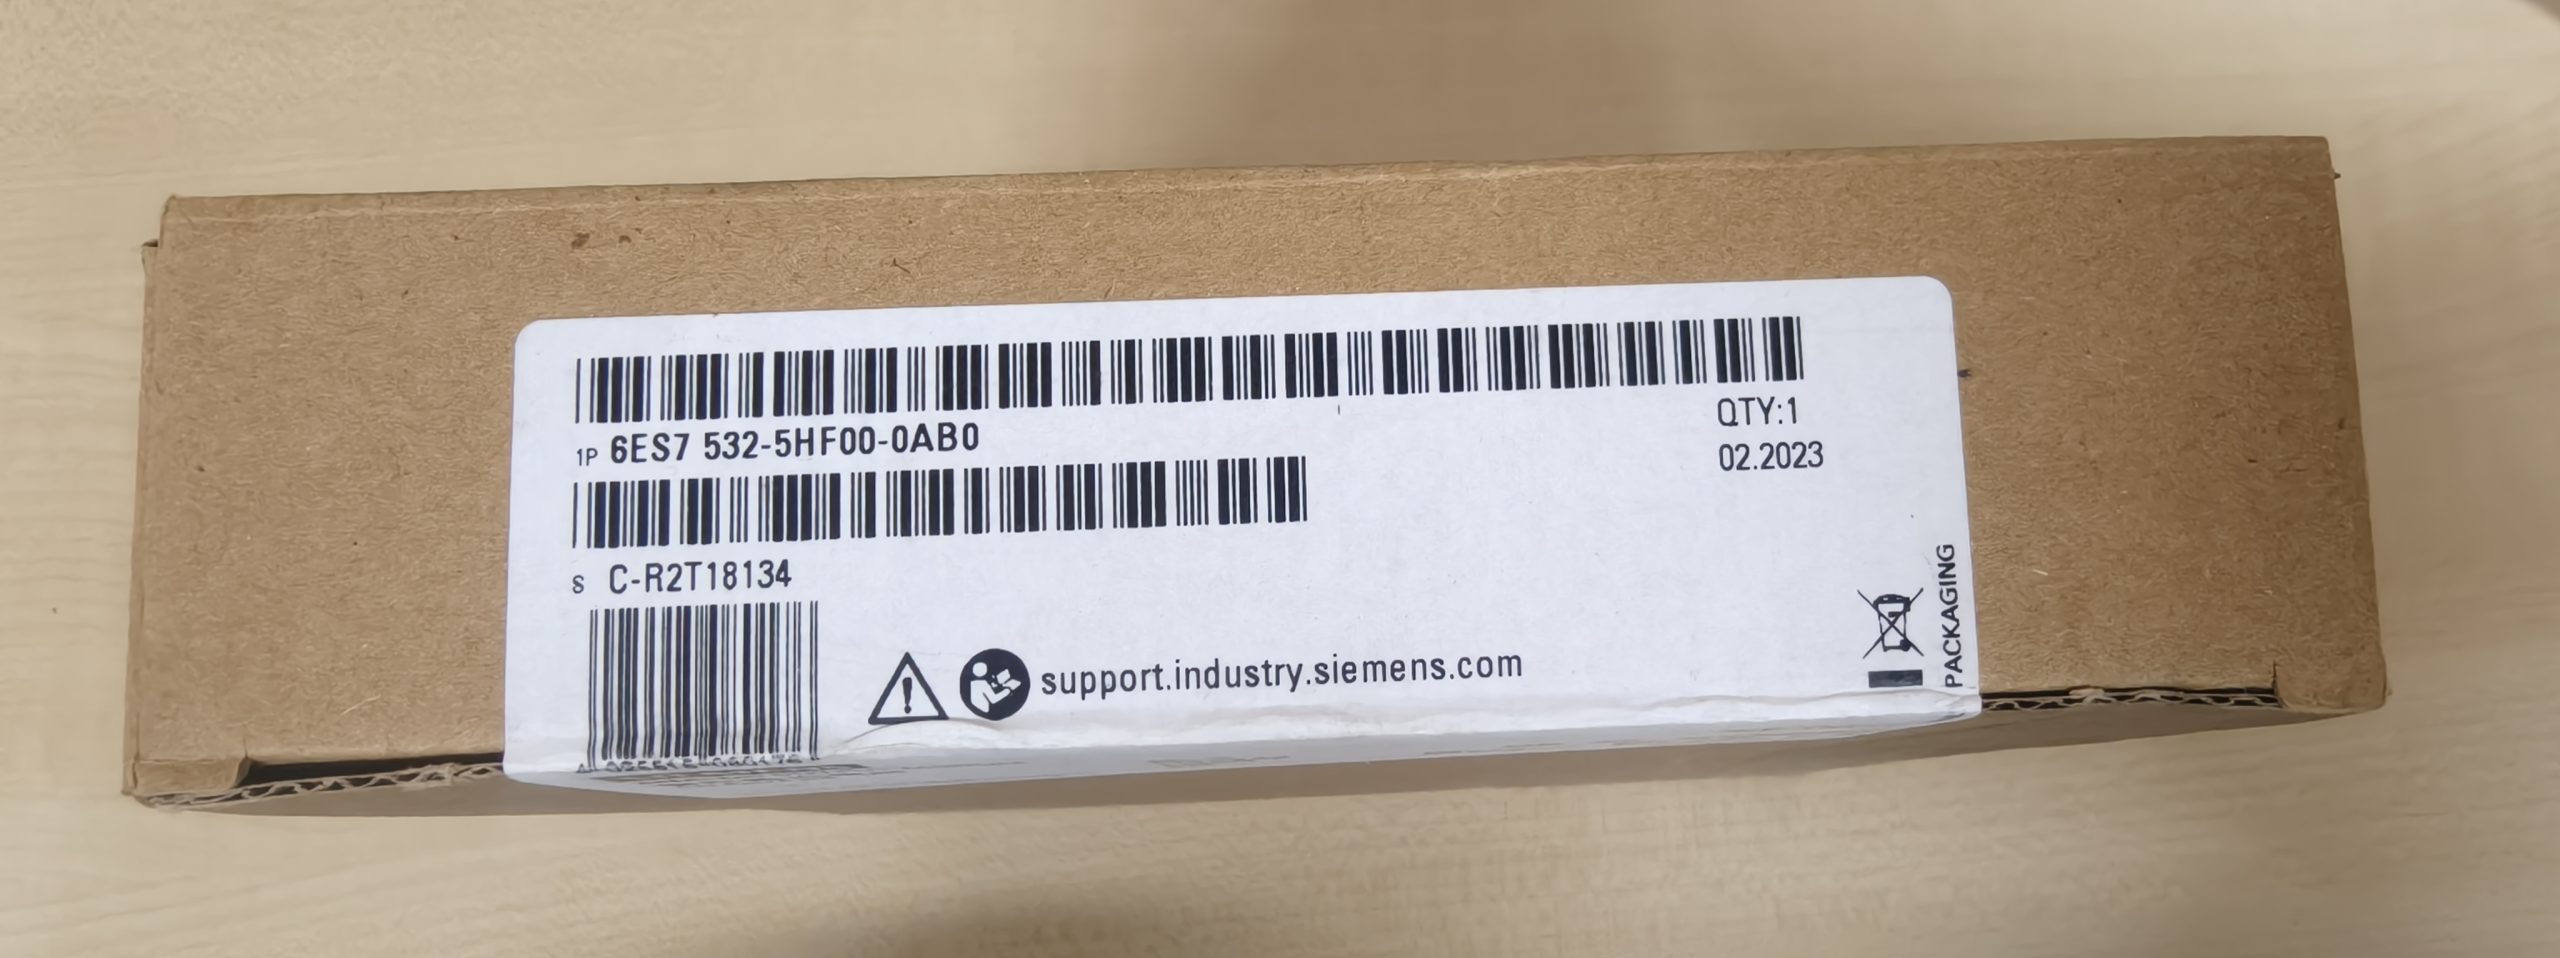 1P 6ES7 532-5HF00-0AB0
QTY:1
02.2023
S C-R2T18134
support.industry.siemens.com
PACKAGING